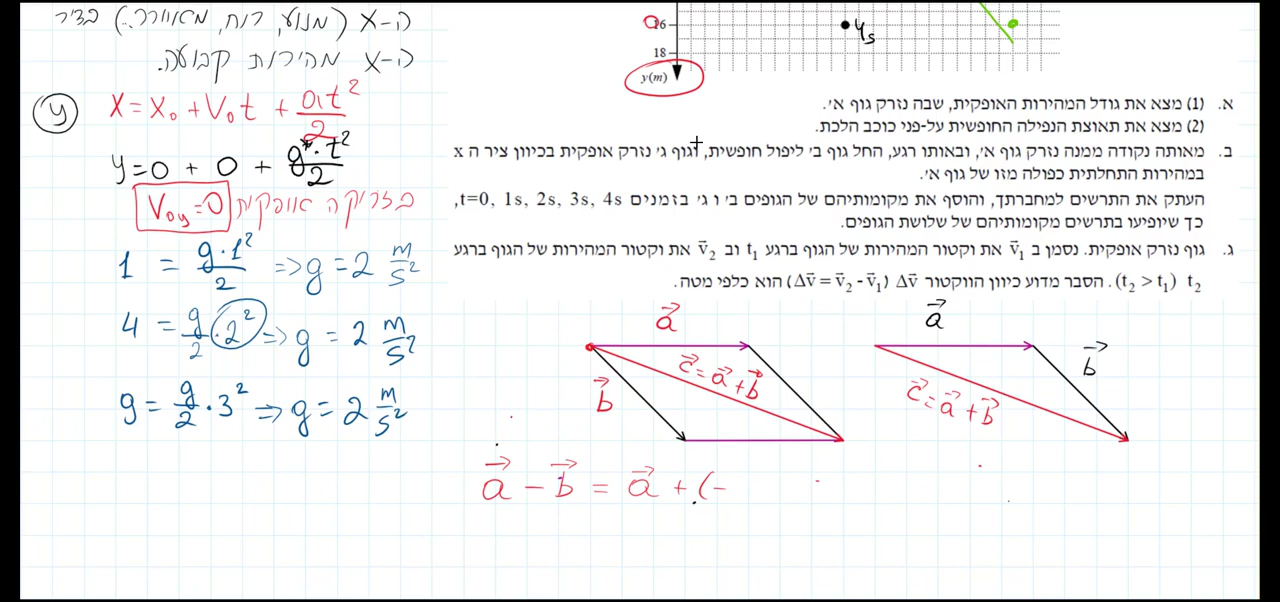 ה-X (מנוע, רוח, מאוורר..) בציר
ה-X מהירות קבועה.
16
y₅
18
y(m)
א. (1) מצא את גודל המהירות האופקית, שבה נזרק גוף א'.
(2) מצא את תאוצת הנפילה החופשית על-פני כוכב הלכת.
ב. מאותה נקודה ממנה נזרק גוף א', ובאותו רגע, החל גוף ב' ליפול חופשית, וגוף ג' נזרק אופקית בכיוון ציר ה x
במהירות התחלתית כפולה מזו של גוף א'.
העתק את התרשים למחברתך, והוסף את מקומותיהם של הגופים ב' ו ג' בזמנים t=0, 1s, 2s, 3s, 4s,
כך שיופיעו בתרשים מקומותיהם של שלושת הגופים.
ג. גוף נזרק אופקית. נסמן ב v⃗₁ את וקטור המהירות של הגוף ברגע t₁ וב v⃗₂ את וקטור המהירות של הגוף ברגע
t₂ (t₂ > t₁). הסבר מדוע כיוון הווקטור Δv⃗ (Δv⃗ = v⃗₂ - v⃗₁) הוא כלפי מטה.
y
X = X₀ + V₀t + at²/2
y = 0 + 0 + g*·t²/2
V₀y = 0 בזריקה אופקית
1 = g·1²/2 => g = 2 m/s²
4 = g/2·2² => g = 2 m/s²
9 = g/2·3² => g = 2 m/s²
a⃗
b⃗
c⃗ = a⃗ + b⃗
a⃗
b⃗
c⃗ = a⃗ + b⃗
a⃗ - b⃗ = a⃗ + (-